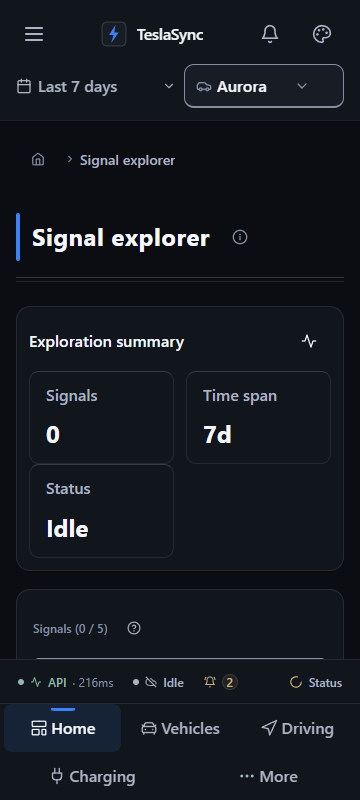 TeslaSync
Last 7 days
Aurora
Signal explorer
Signal explorer
Exploration summary
Signals
0
Time span
7d
Status
Idle
Signals (0 / 5)
API · 216ms
Idle
2
Status
Home
Vehicles
Driving
Charging
More